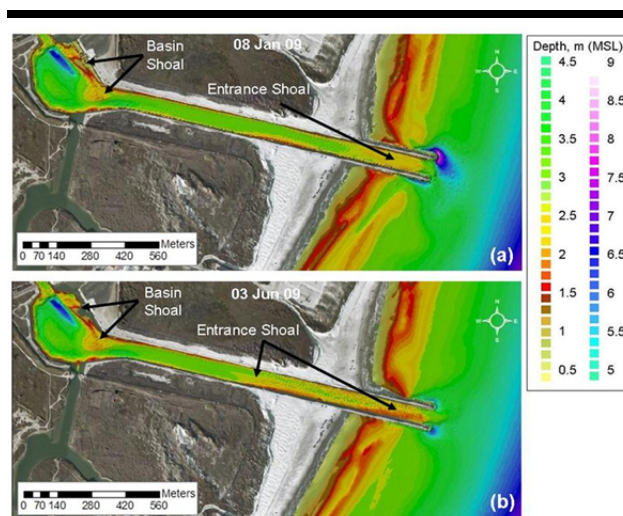 08 Jan 09
Basin
Shoal
Entrance Shoal
N
W E
S
0 70 140 280 420 560
Meters
(a)
03 Jun 09
Basin
Shoal
Entrance Shoal
N
W E
S
0 70 140 280 420 560
Meters
(b)
Depth, m (MSL)
4.5 9
4 8.5
3.5 8
3 7.5
2.5 7
2 6.5
1.5 6
1 5.5
0.5 5